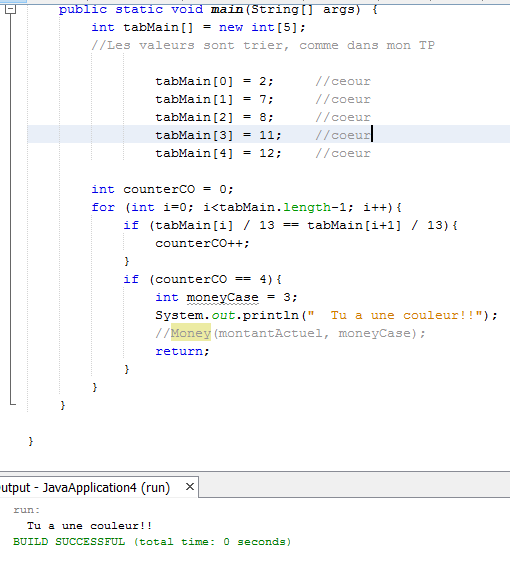 public static void main(String[] args) {
int tabMain[] = new int[5];
//Les valeurs sont trier, comme dans mon TP
tabMain[0] = 2; //ceour
tabMain[1] = 7; //coeur
tabMain[2] = 8; //coeur
tabMain[3] = 11; //coeur
tabMain[4] = 12; //coeur
int counterCO = 0;
for (int i=0; i<tabMain.length-1; i++){
if (tabMain[i] / 13 == tabMain[i+1] / 13){
counterCO++;
}
if (counterCO == 4){
int moneyCase = 3;
System.out.println("  Tu a une couleur!!");
//Money(montantActuel, moneyCase);
return;
}
}
}
}
utput - JavaApplication4 (run) ×
run:
Tu a une couleur!!
BUILD SUCCESSFUL (total time: 0 seconds)